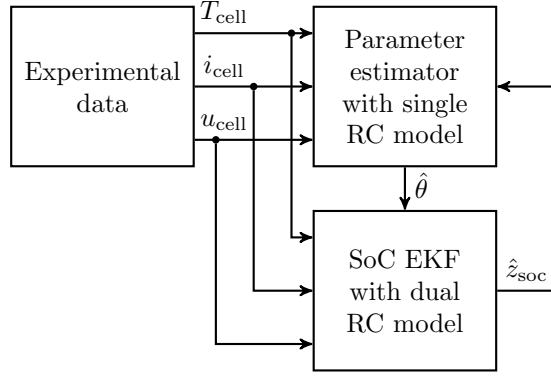 Experimental
data
T_cell
i_cell
u_cell
Parameter
estimator
with single
RC model
θ̂
SoC EKF
with dual
RC model
ẑ_soc